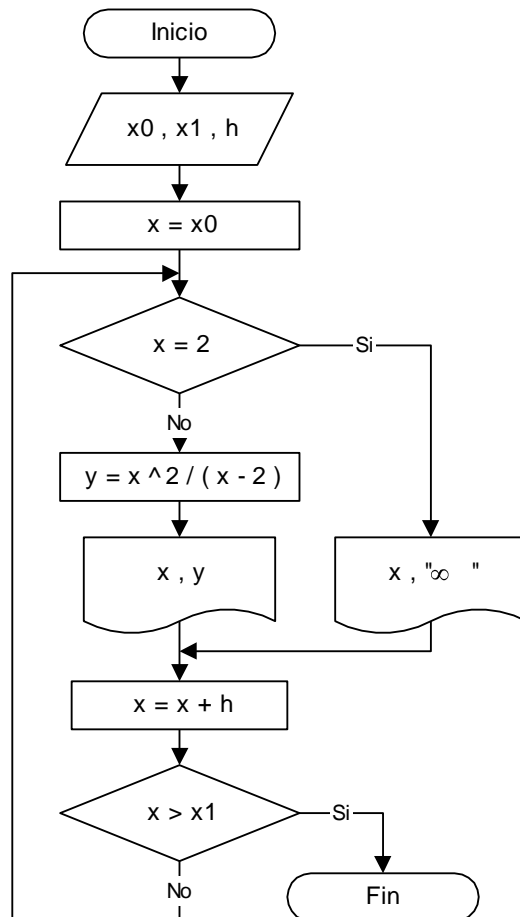 Inicio
x0 , x1 , h
x = x0
x = 2
Si
No
y = x ^ 2 / ( x - 2 )
x , y
x , "∞ "
x = x + h
x > x1
Si
No
Fin